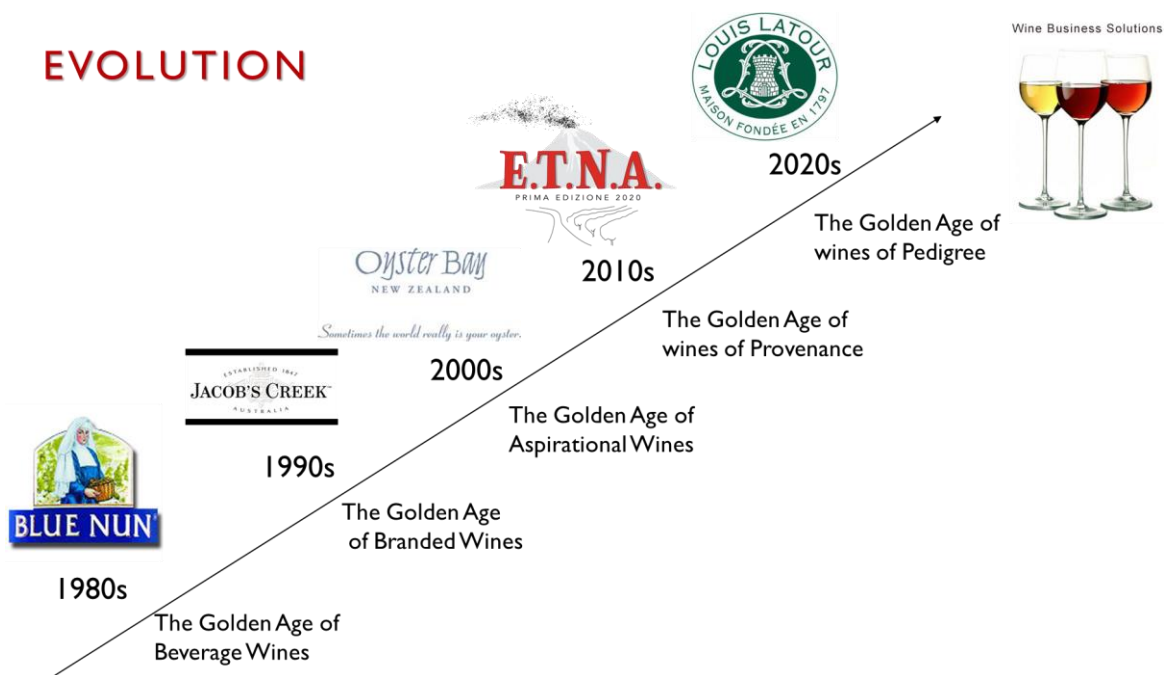 EVOLUTION
Wine Business Solutions
LOUIS LATOUR
MAISON FONDÉE EN 1797
2020s
The Golden Age of
wines of Pedigree
E.T.N.A.
PRIMA EDIZIONE 2020
2010s
The Golden Age of
wines of Provenance
Oyster Bay
NEW ZEALAND
Sometimes the world really is your oyster.
2000s
The Golden Age of
Aspirational Wines
ESTABLISHED 1847
JACOB'S CREEK™
AUSTRALIA
1990s
The Golden Age
of Branded Wines
BLUE NUN
1980s
The Golden Age of
Beverage Wines